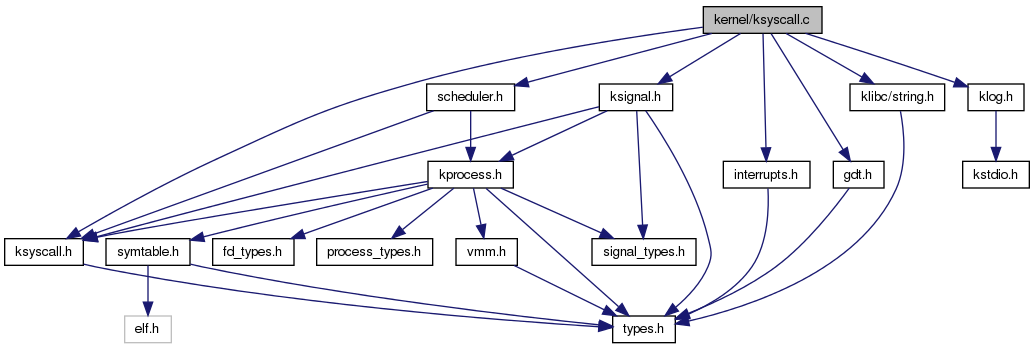 kernel/ksyscall.c
scheduler.h
ksignal.h
klibc/string.h
klog.h
kprocess.h
interrupts.h
gdt.h
kstdio.h
ksyscall.h
symtable.h
fd_types.h
process_types.h
vmm.h
signal_types.h
elf.h
types.h